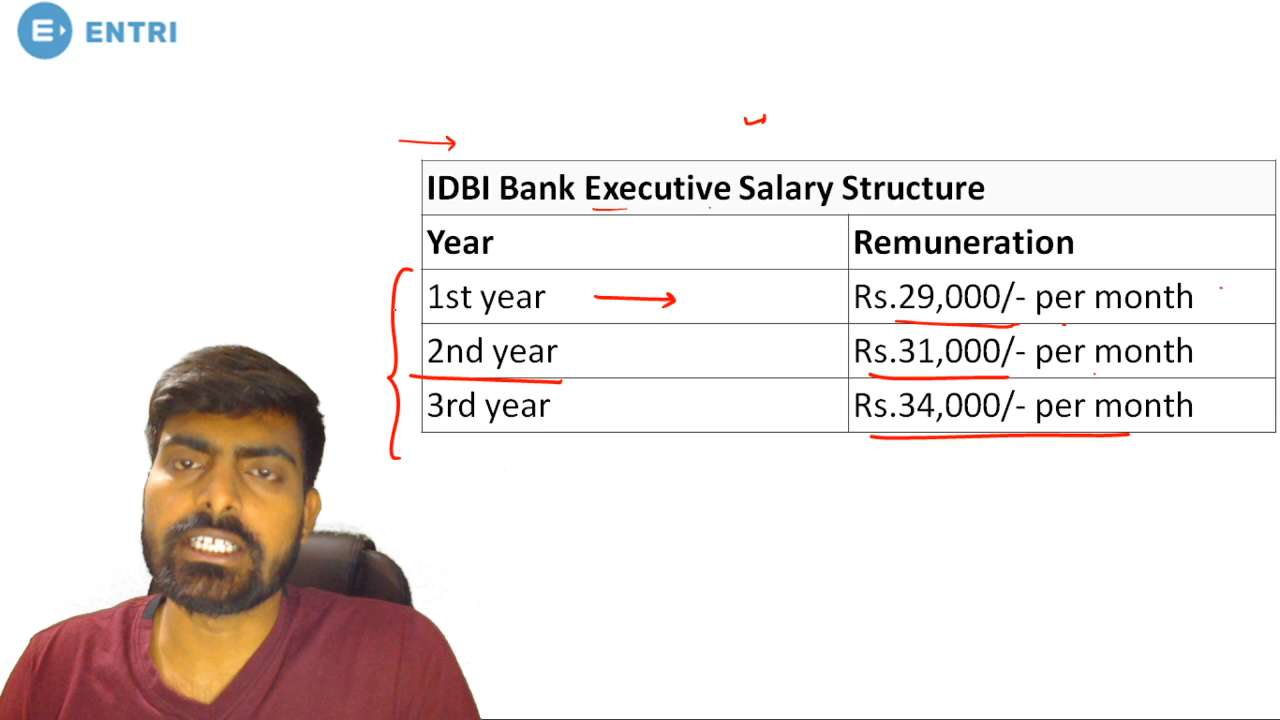 ENTRI
IDBI Bank Executive Salary Structure
Year Remuneration
1st year Rs.29,000/- per month
2nd year Rs.31,000/- per month
3rd year Rs.34,000/- per month